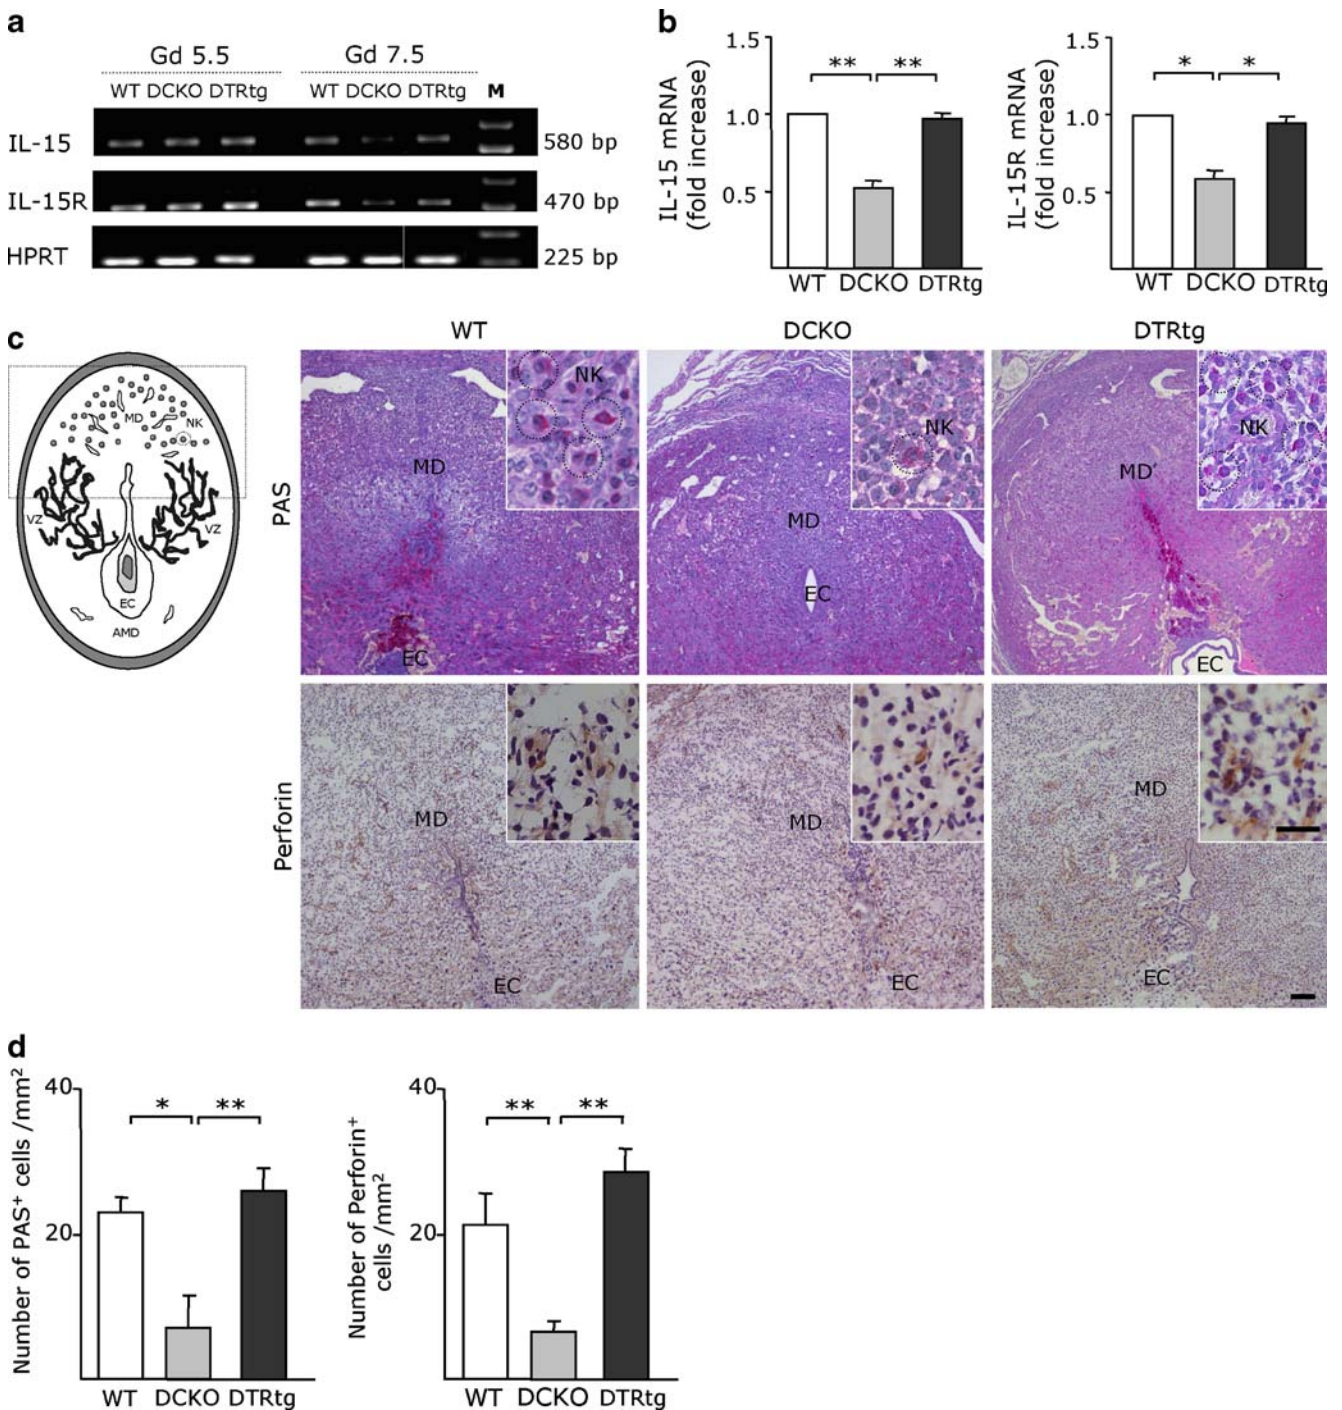 a
Gd 5.5 Gd 7.5
WT DCKO DTRtg WT DCKO DTRtg M
IL-15 580 bp
IL-15R 470 bp
HPRT 225 bp
b
IL-15 mRNA
(fold increase)
1.5
1.0
0.5
** **
WT DCKO DTRtg
IL-15R mRNA
(fold increase)
1.5
1.0
0.5
* *
WT DCKO DTRtg
c
MD
NK
VZ VZ
EC
AMD
WT DCKO DTRtg
PAS
NK
MD
EC
NK
MD
EC
NK
MD
EC
Perforin
MD
EC
MD
EC
MD
EC
d
Number of PAS⁺ cells /mm²
40
20
* **
WT DCKO DTRtg
Number of Perforin⁺
cells /mm²
40
20
** **
WT DCKO DTRtg